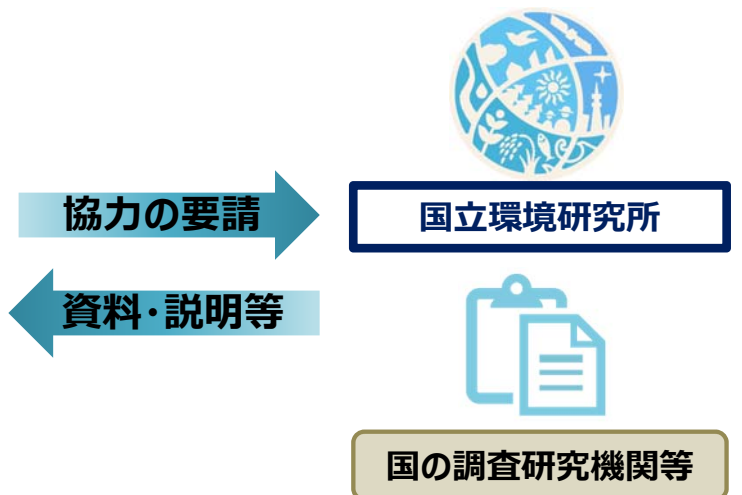 協力の要請
国立環境研究所
資料・説明等
国の調査研究機関等